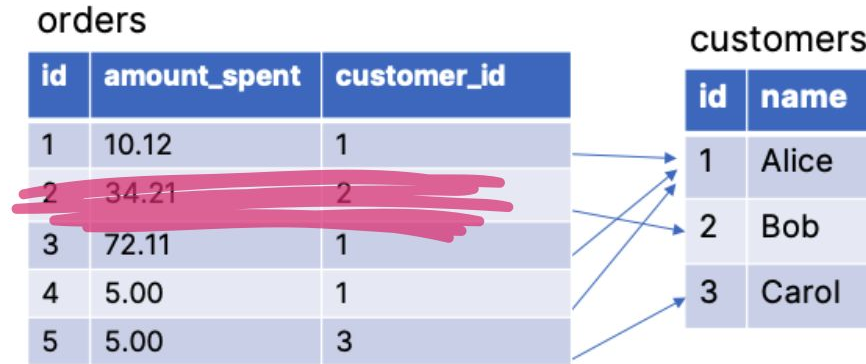 orders
id amount_spent customer_id
1 10.12 1
2 34.21 2
3 72.11 1
4 5.00 1
5 5.00 3
customers
id name
1 Alice
2 Bob
3 Carol